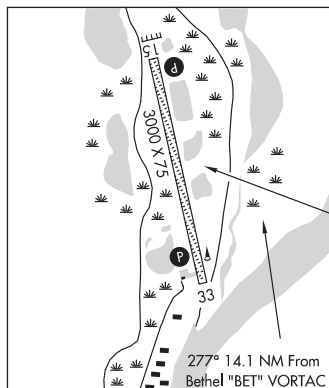 15
P
3000 X 75
P
33
277° 14.1 NM From
Bethel "BET" VORTAC